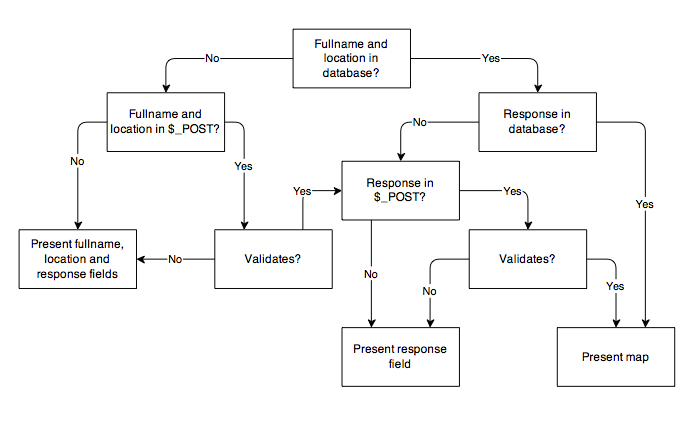 Fullname and
location in
database?
No
Yes
Fullname and
location in $_POST?
Response in
database?
No
No
Yes
Yes
Response in
$_POST?
Yes
Yes
Yes
Present fullname,
location and
response fields
No
Validates?
Validates?
No
No
Yes
Present response
field
Present map